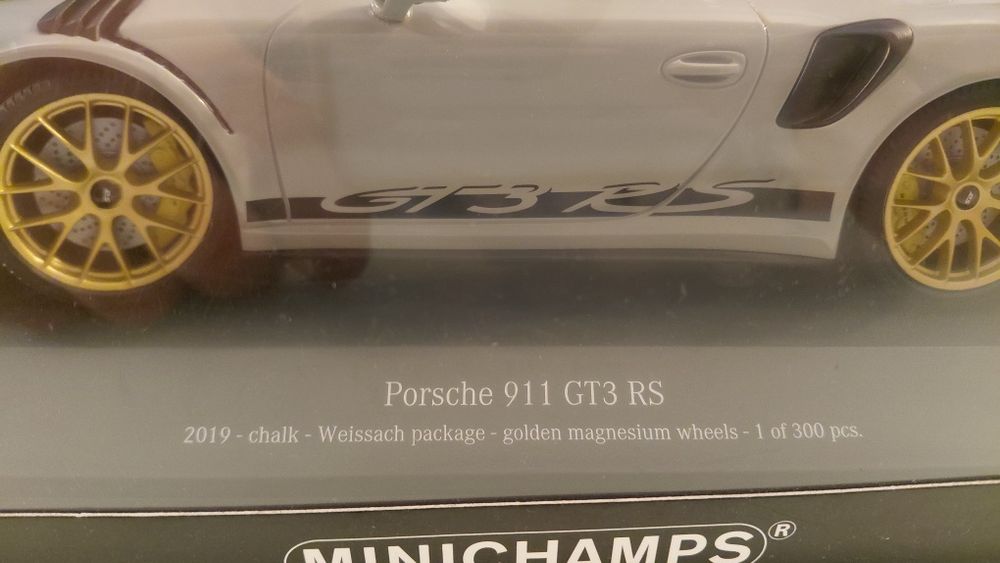 GT3 RS
Porsche 911 GT3 RS
2019 - chalk - Weissach package - golden magnesium wheels - 1 of 300 pcs.
MINICHAMPS®